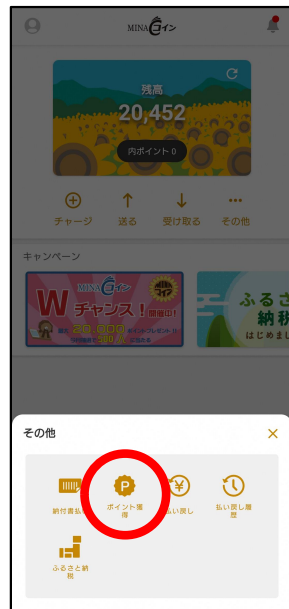 MINAコイン
残高
20,452
内ポイント 0
チャージ
送る
受け取る
その他
キャンペーン
MINAコイン
Wチャンス！開催中！
20,000
ふるさ
納税
はじめまし
その他
×
納付書払
P
ポイント獲
得
払い戻し
払い戻し履
歴
ふるさと納
税